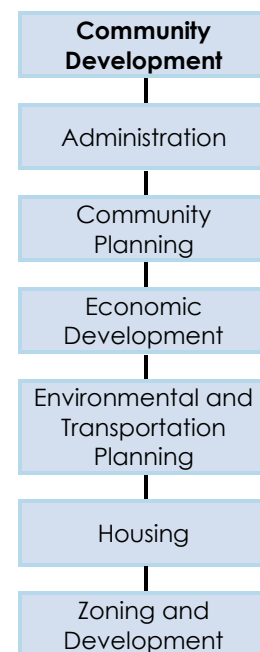 Community
Development
Administration
Community
Planning
Economic
Development
Environmental and
Transportation
Planning
Housing
Zoning and
Development